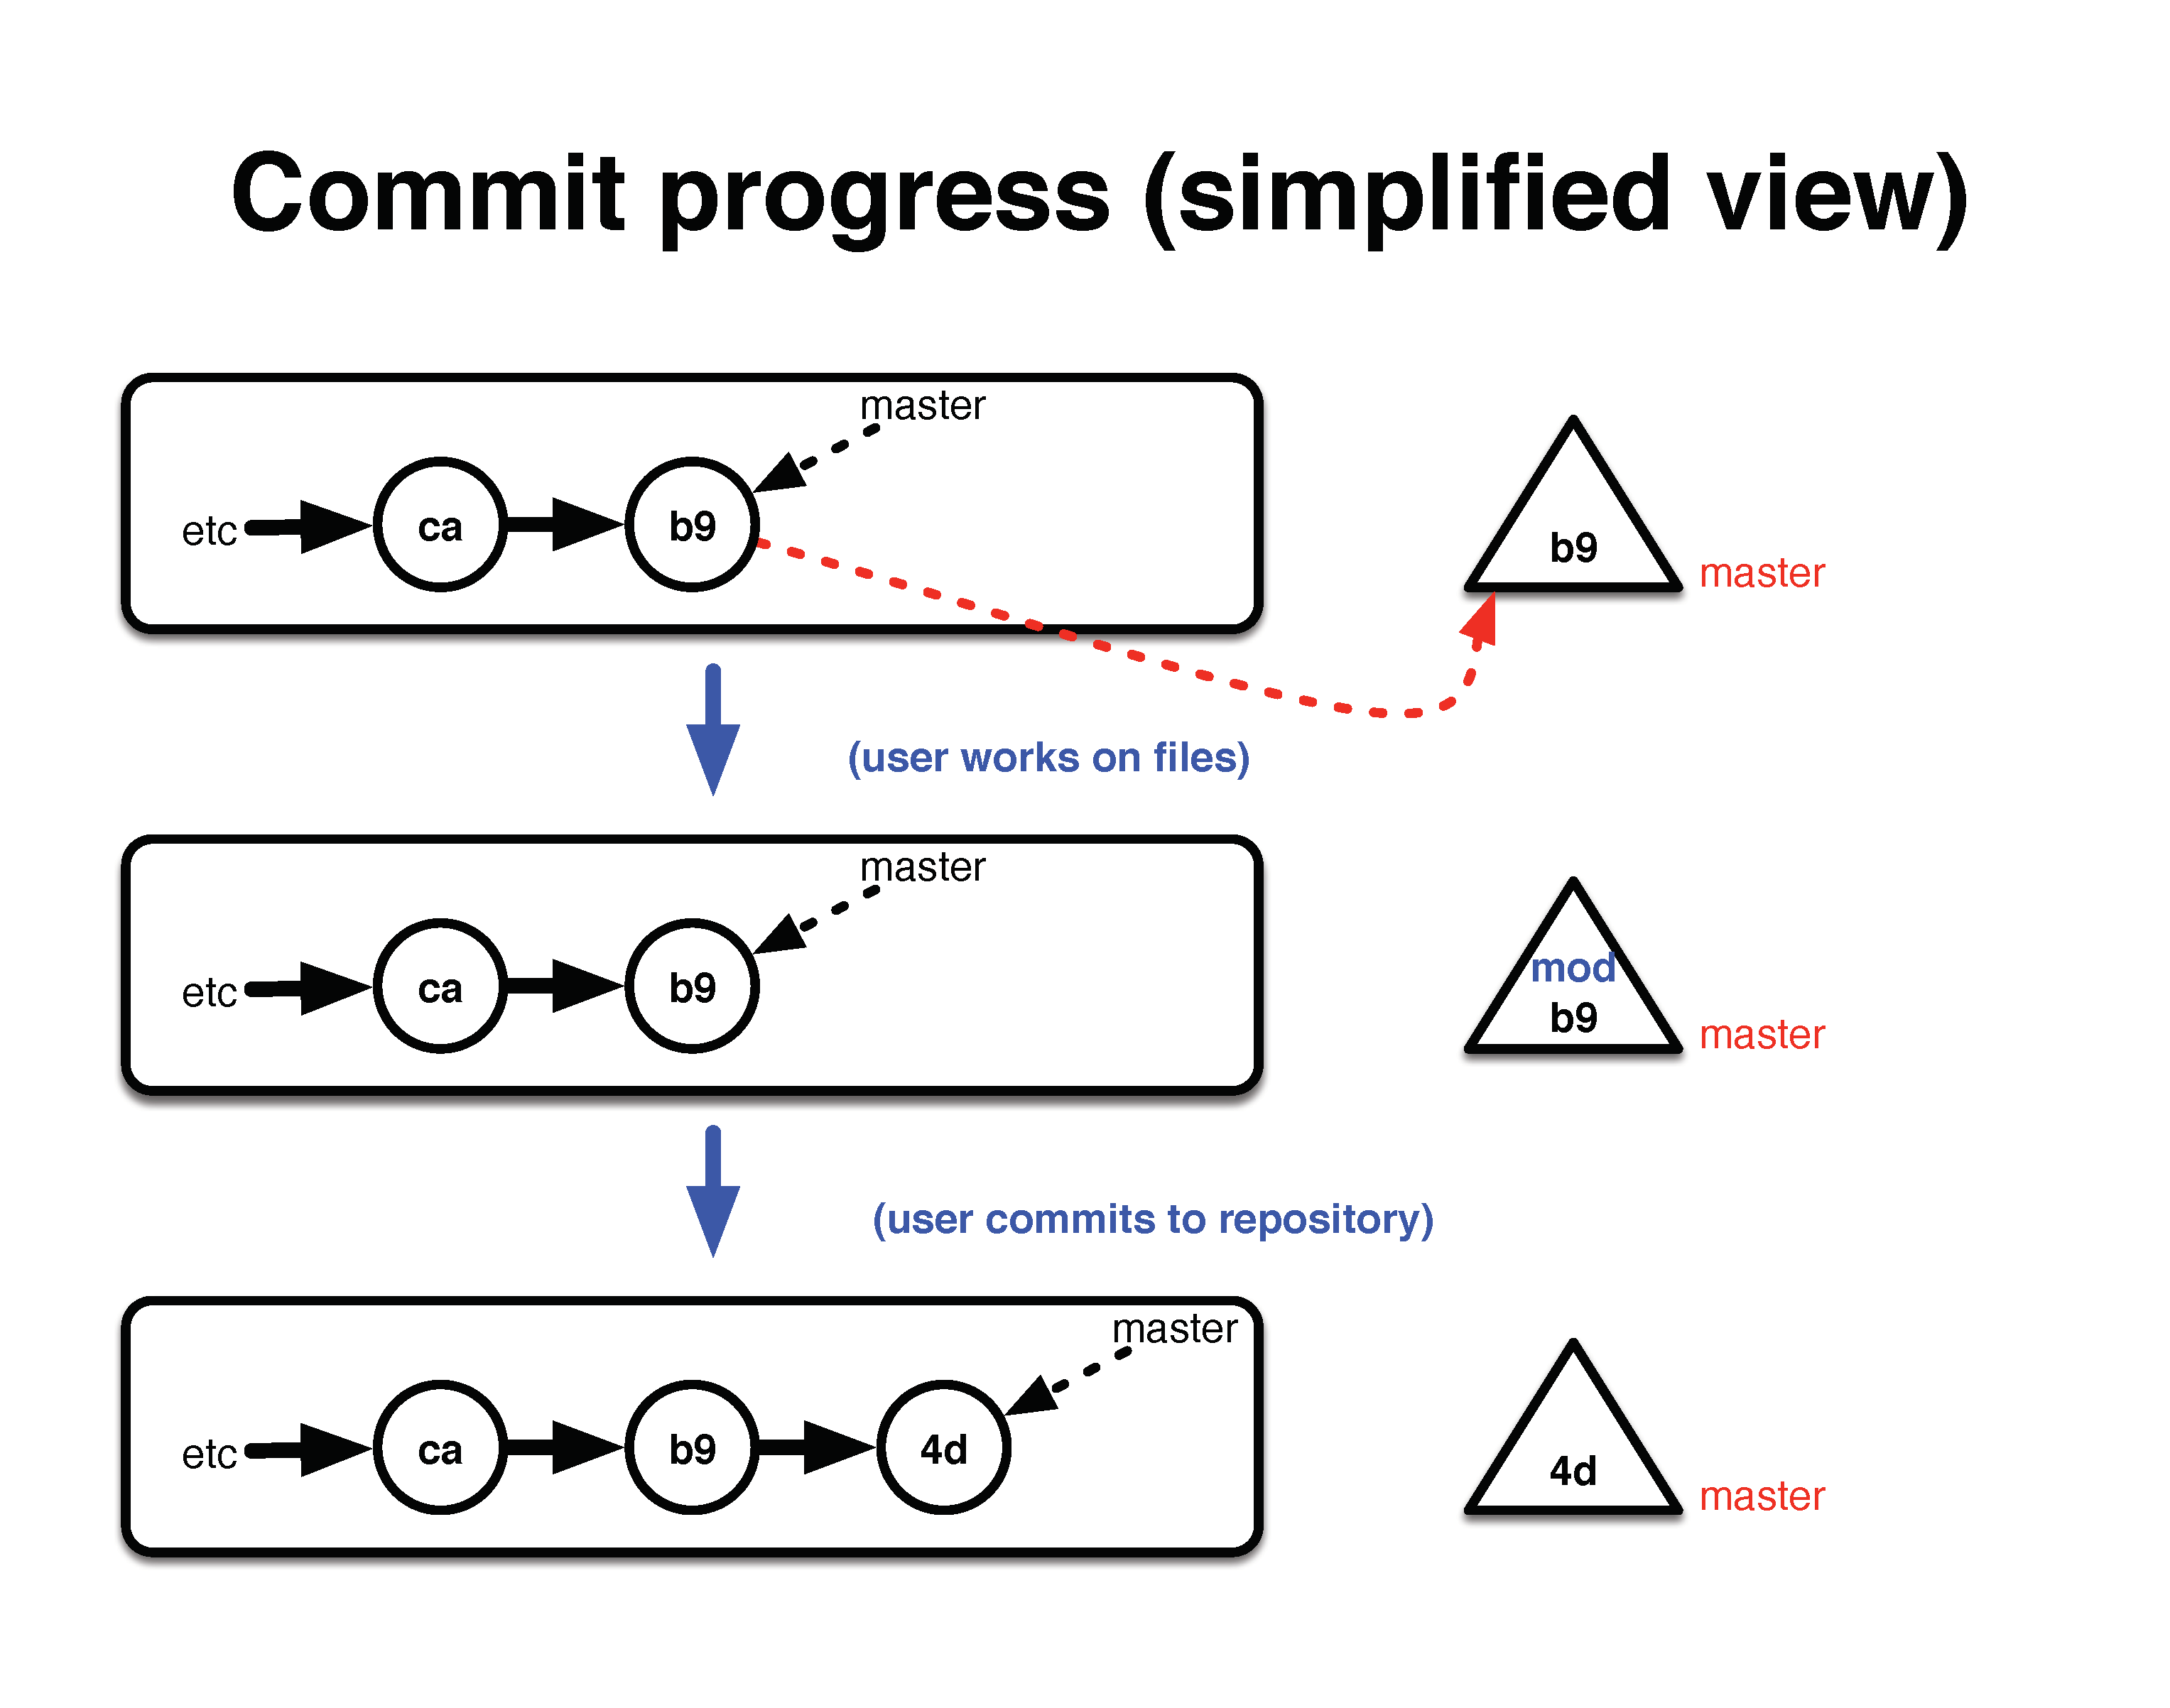 Commit progress (simplified view)
master
etc
ca
b9
b9
master
(user works on files)
master
etc
ca
b9
mod
b9
master
(user commits to repository)
master
etc
ca
b9
4d
4d
master